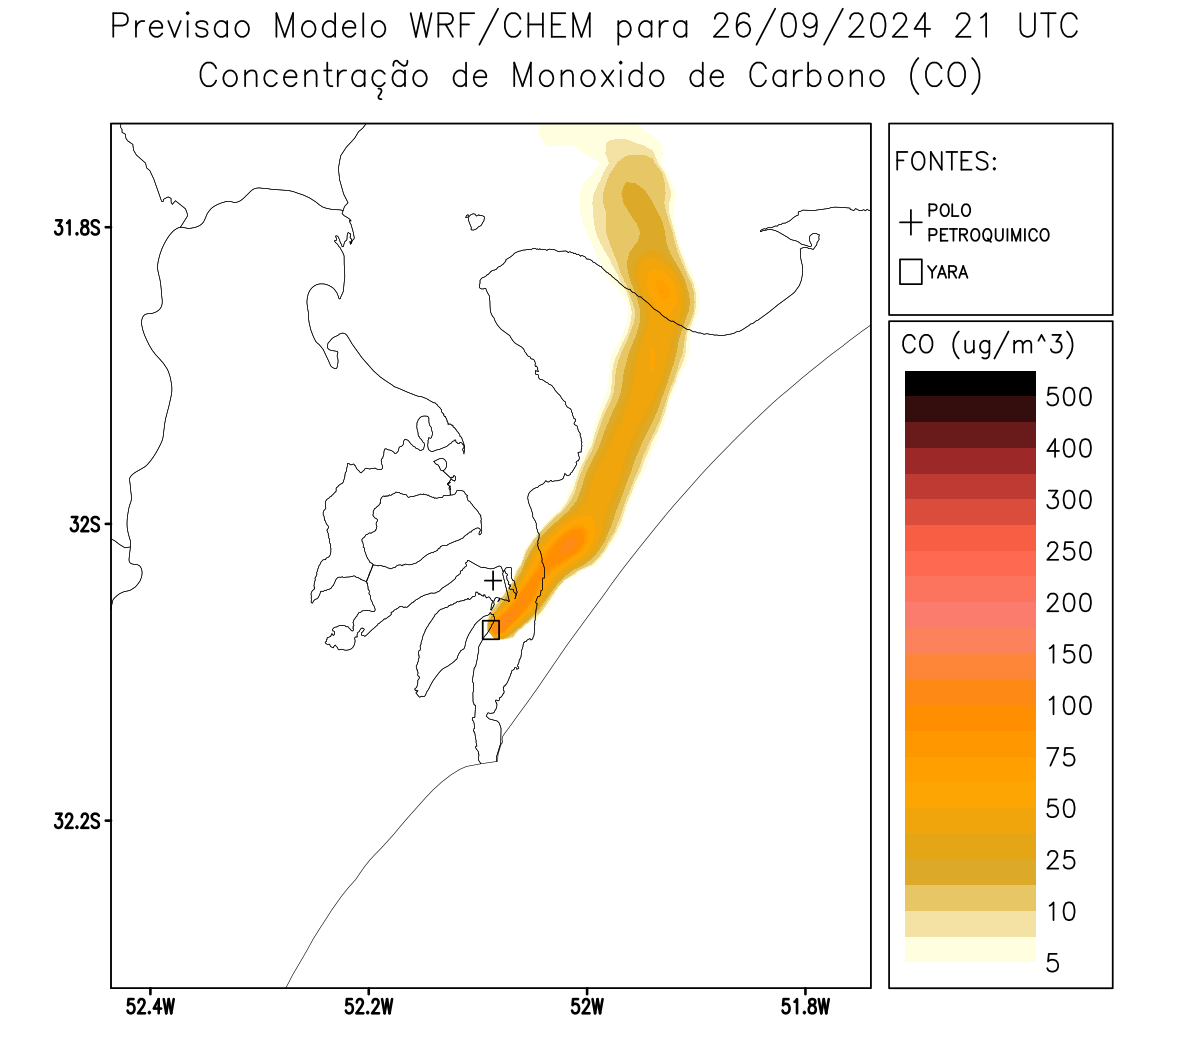 Previsao Modelo WRF/CHEM para 26/09/2024 21 UTC
Concentração de Monoxido de Carbono (CO)
FONTES:
POLO
PETROQUIMICO
YARA
CO (ug/m^3)
500
400
300
250
200
150
100
75
50
25
10
5
31.8S
32S
32.2S
52.4W
52.2W
52W
51.8W